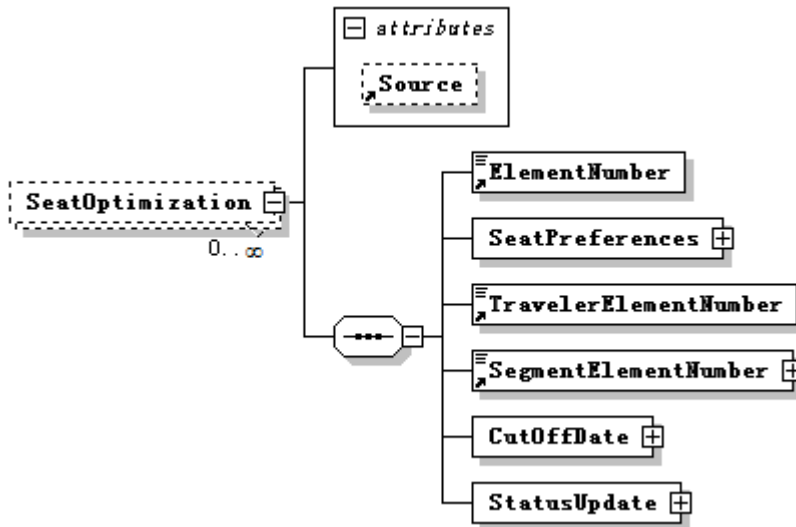 attributes
Source
SeatOptimization
0..∞
ElementNumber
SeatPreferences
TravelerElementNumber
SegmentElementNumber
CutOffDate
StatusUpdate